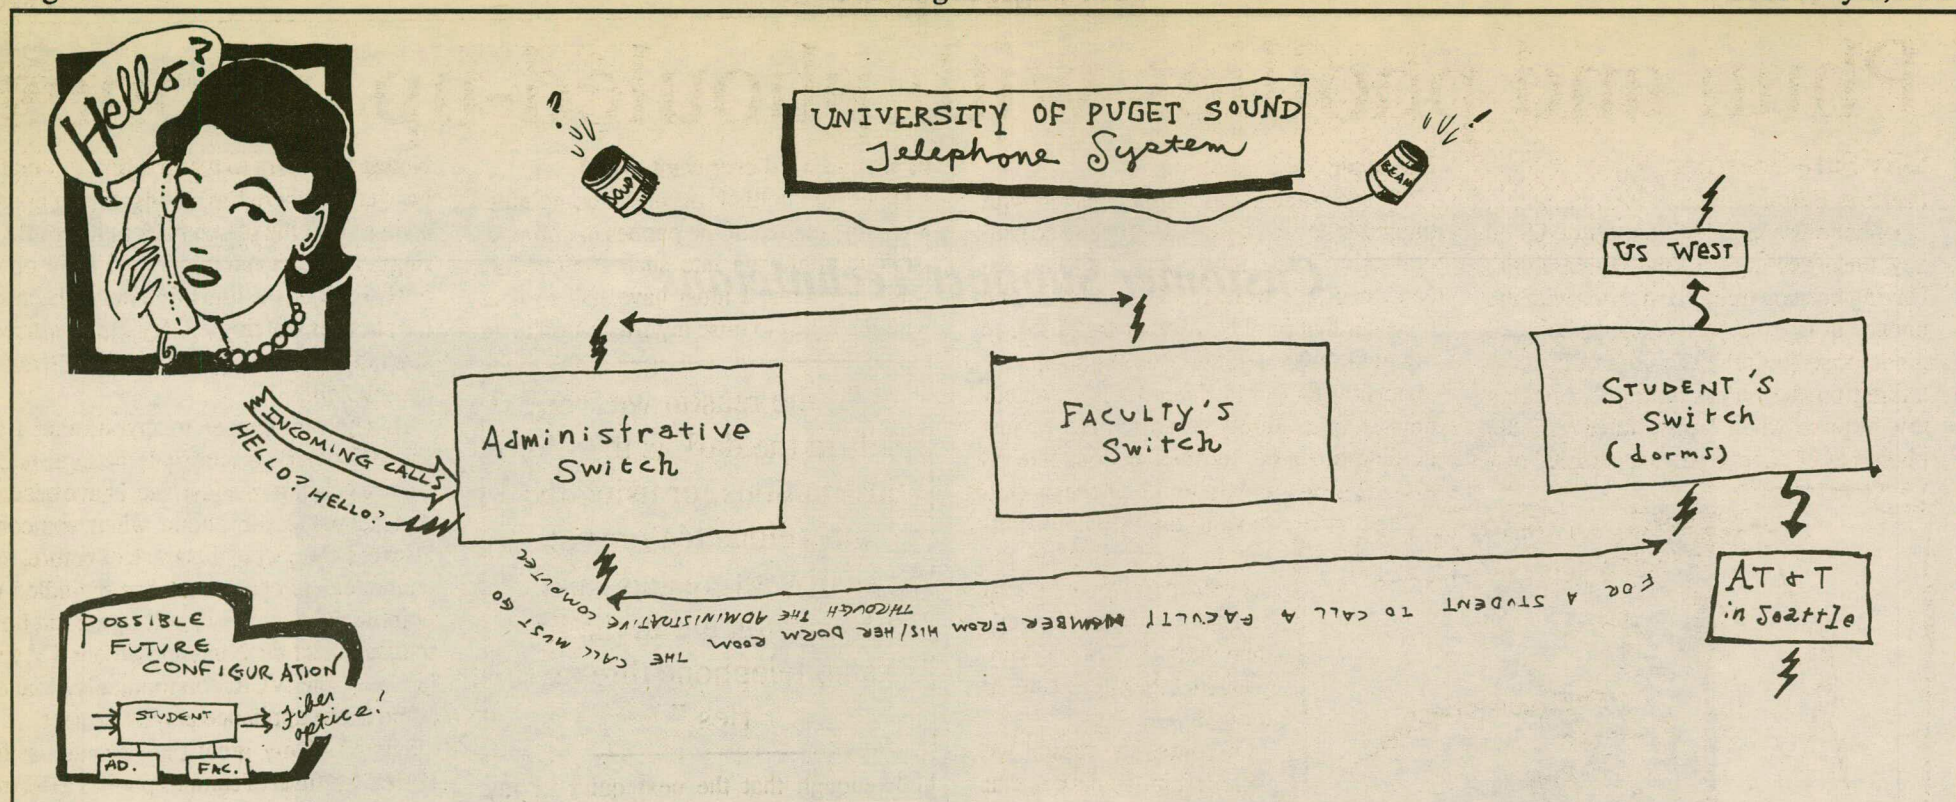 Hello?
UNIVERSITY OF PUGET SOUND
Telephone System
?
SOUP
BEAN
!
US West
INCOMING CALLS
HELLO? HELLO?
Administrative
Switch
FACULTY'S
Switch
STUDENT'S
Switch
(dorms)
FOR A STUDENT TO CALL A FACULTY MEMBER FROM HIS/HER DORM ROOM THE CALL MUST GO
THROUGH THE ADMINISTRATIVE COMPUTER
AT & T
in Seattle
POSSIBLE
FUTURE
CONFIGURATION
STUDENT
Fiber
optics!
AD.
FAC.